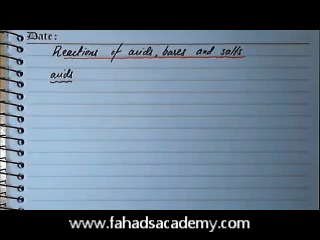 Date:
Reactions of acids, bases and salts
acids
www.fahadsacademy.com